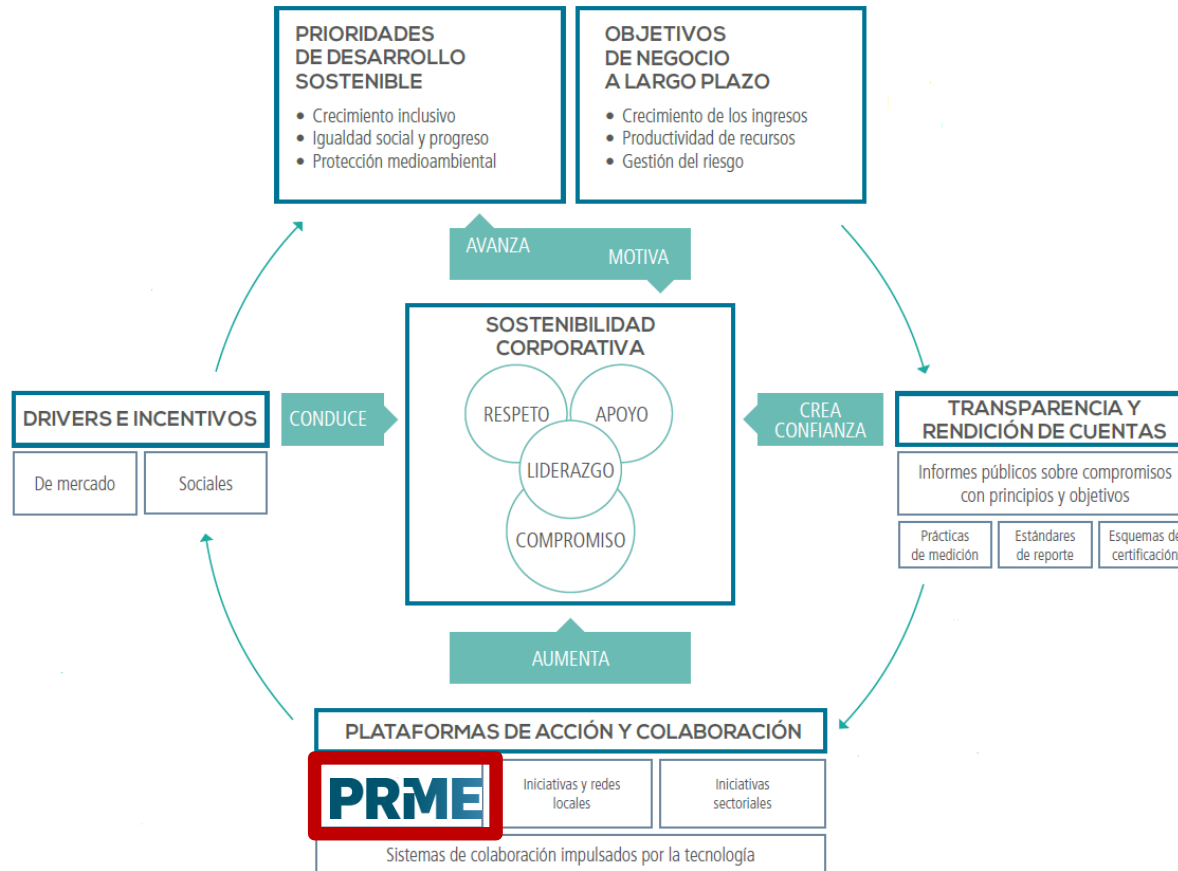 PRIORIDADES
DE DESARROLLO
SOSTENIBLE
• Crecimiento inclusivo
• Igualdad social y progreso
• Protección medioambiental
OBJETIVOS
DE NEGOCIO
A LARGO PLAZO
• Crecimiento de los ingresos
• Productividad de recursos
• Gestión del riesgo
AVANZA
MOTIVA
SOSTENIBILIDAD
CORPORATIVA
RESPETO
APOYO
LIDERAZGO
COMPROMISO
DRIVERS E INCENTIVOS
De mercado
Sociales
CONDUCE
CREA
CONFIANZA
TRANSPARENCIA Y
RENDICIÓN DE CUENTAS
Informes públicos sobre compromisos
con principios y objetivos
Prácticas
de medición
Estándares
de reporte
Esquemas de
certificación
AUMENTA
PLATAFORMAS DE ACCIÓN Y COLABORACIÓN
PRiME
Iniciativas y redes
locales
Iniciativas
sectoriales
Sistemas de colaboración impulsados por la tecnología